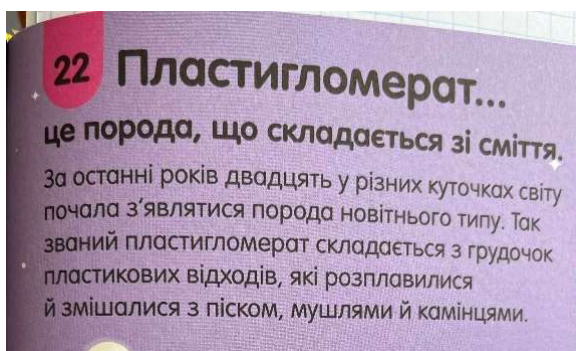 22 Пластигломерат...
це порода, що складається зі сміття.
За останні років двадцять у різних куточках світу
почала з’являтися порода новітнього типу. Так
званий пластигломерат складається з грудочок
пластикових відходів, які розплавилися
й змішалися з піском, мушлями й камінцями.